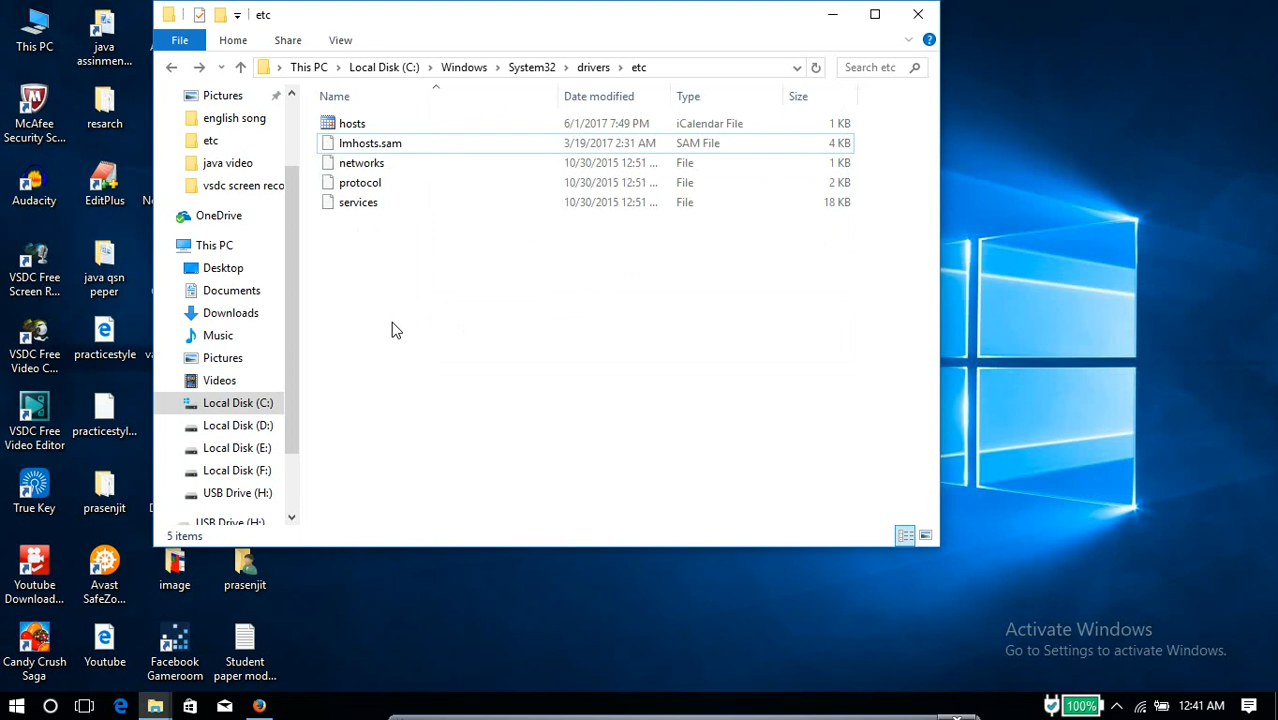 This PC
java
assinmen...
McAfee
Security Sc...
resarch
Audacity
EditPlus
VSDC Free
Screen R...
java qsn
peper
VSDC Free
Video C...
practicestyle
VSDC Free
Video Editor
practicestyl...
True Key
prasenjit
Youtube
Download...
Avast
SafeZo...
image
prasenjit
Candy Crush
Saga
Youtube
Facebook
Gameroom
Student
paper mod...
etc
File Home Share View
This PC Local Disk (C:) Windows System32 drivers etc
Search etc
Pictures
english song
etc
java video
vsdc screen reco
OneDrive
This PC
Desktop
Documents
Downloads
Music
Pictures
Videos
Local Disk (C:)
Local Disk (D:)
Local Disk (E:)
Local Disk (F:)
USB Drive (H:)
USB Drive (H:)
Name Date modified Type Size
hosts 6/1/2017 7:49 PM iCalendar File 1 KB
lmhosts.sam 3/19/2017 2:31 AM SAM File 4 KB
networks 10/30/2015 12:51 ... File 1 KB
protocol 10/30/2015 12:51 ... File 2 KB
services 10/30/2015 12:51 ... File 18 KB
5 items
Activate Windows
Go to Settings to activate Windows.
100% 12:41 AM